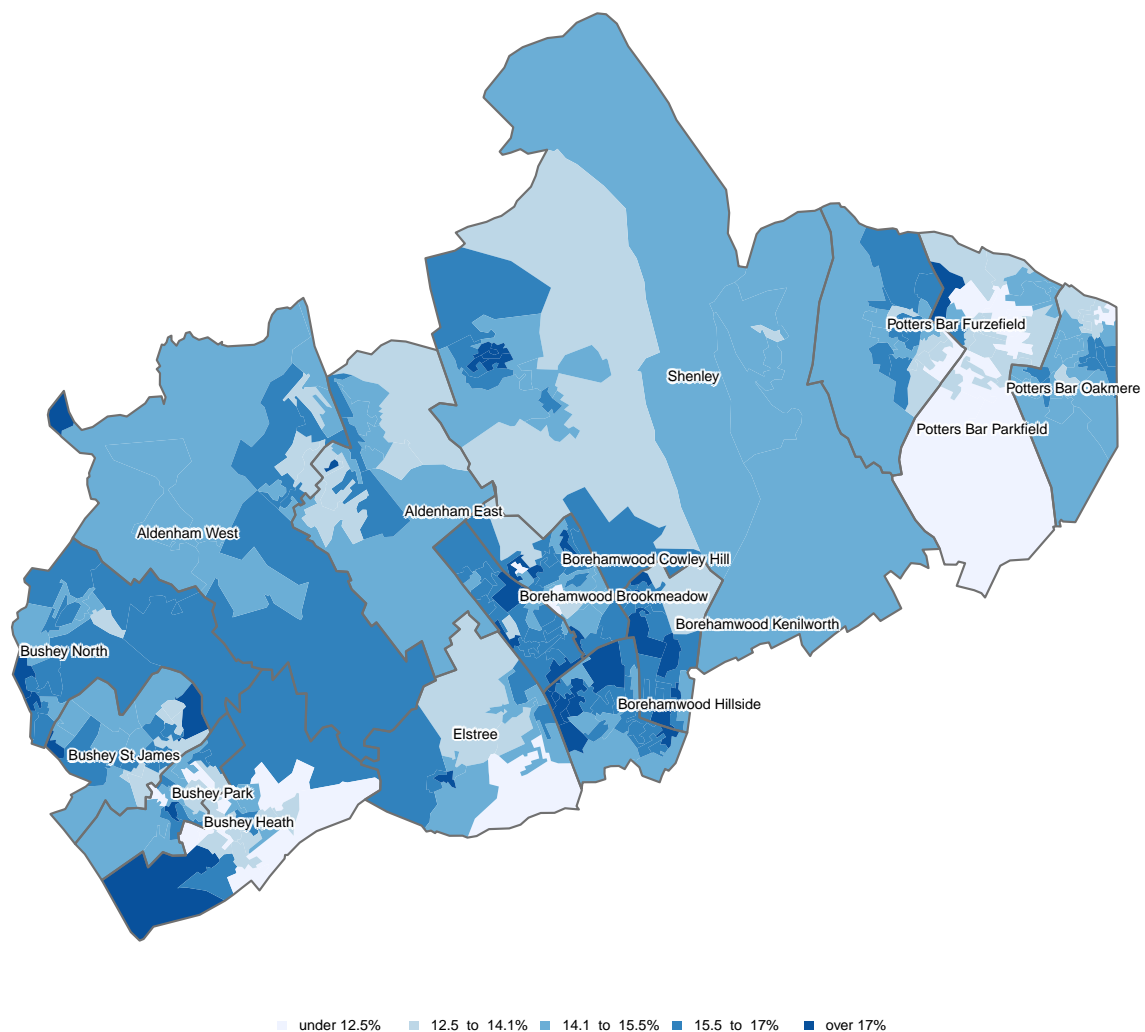 Shenley
Potters Bar Furzefield
Potters Bar Oakmere
Potters Bar Parkfield
Aldenham East
Aldenham West
Borehamwood Cowley Hill
Borehamwood Brookmeadow
Borehamwood Kenilworth
Bushey North
Borehamwood Hillside
Elstree
Bushey St James
Bushey Park
Bushey Heath
under 12.5% 12.5 to 14.1% 14.1 to 15.5% 15.5 to 17% over 17%